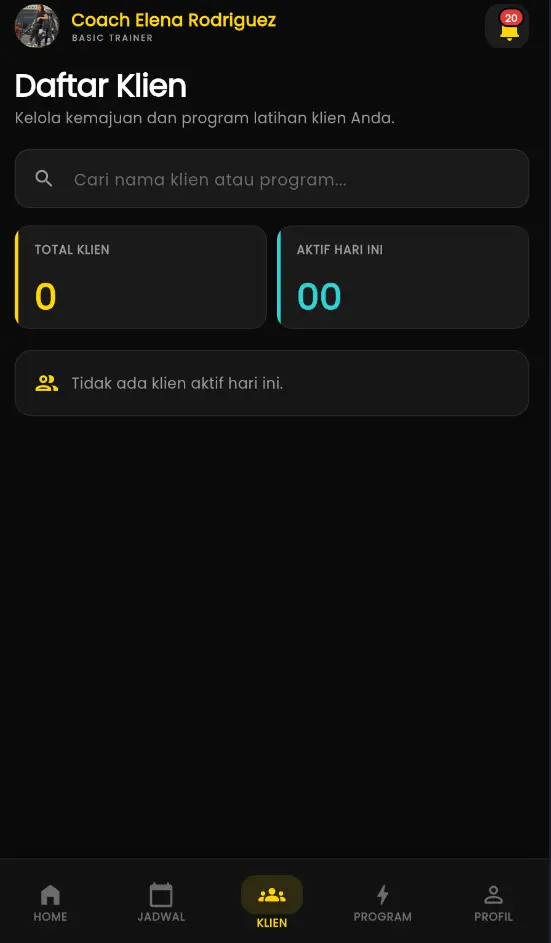 Coach Elena Rodriguez
BASIC TRAINER
20
Daftar Klien
Kelola kemajuan dan program latihan klien Anda.
Cari nama klien atau program...
TOTAL KLIEN
0
AKTIF HARI INI
00
Tidak ada klien aktif hari ini.
HOME
JADWAL
KLIEN
PROGRAM
PROFIL